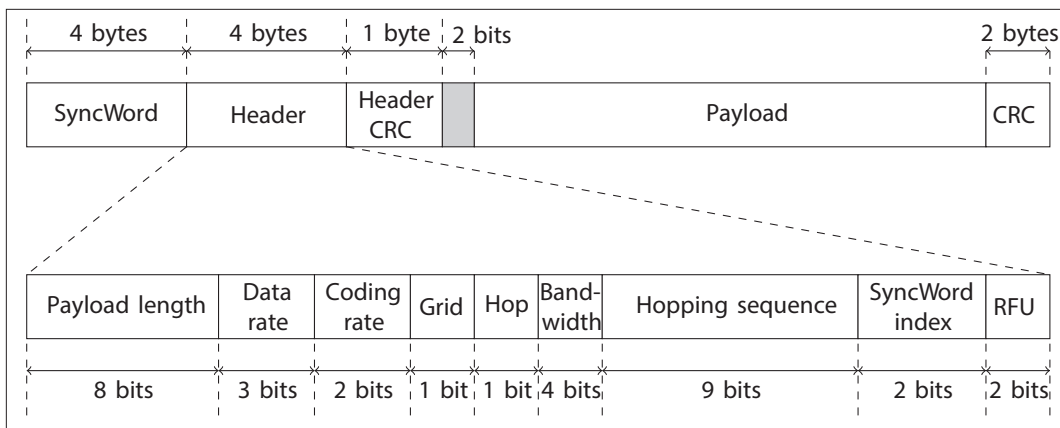 4 bytes 4 bytes 1 byte 2 bits 2 bytes
SyncWord Header Header CRC Payload CRC
Payload length Data rate Coding rate Grid Hop Band-width Hopping sequence SyncWord index RFU
8 bits 3 bits 2 bits 1 bit 1 bit 4 bits 9 bits 2 bits 2 bits